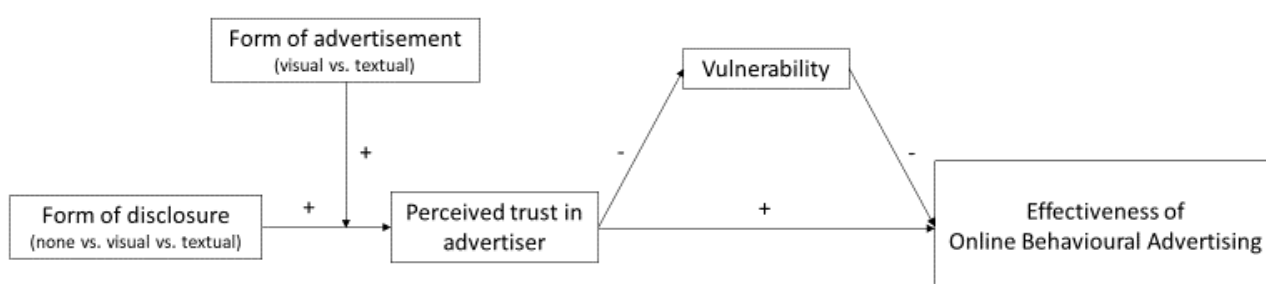 Form of advertisement
(visual vs. textual)
Vulnerability
+
-
-
Form of disclosure
(none vs. visual vs. textual)
+
Perceived trust in
advertiser
+
Effectiveness of
Online Behavioural Advertising